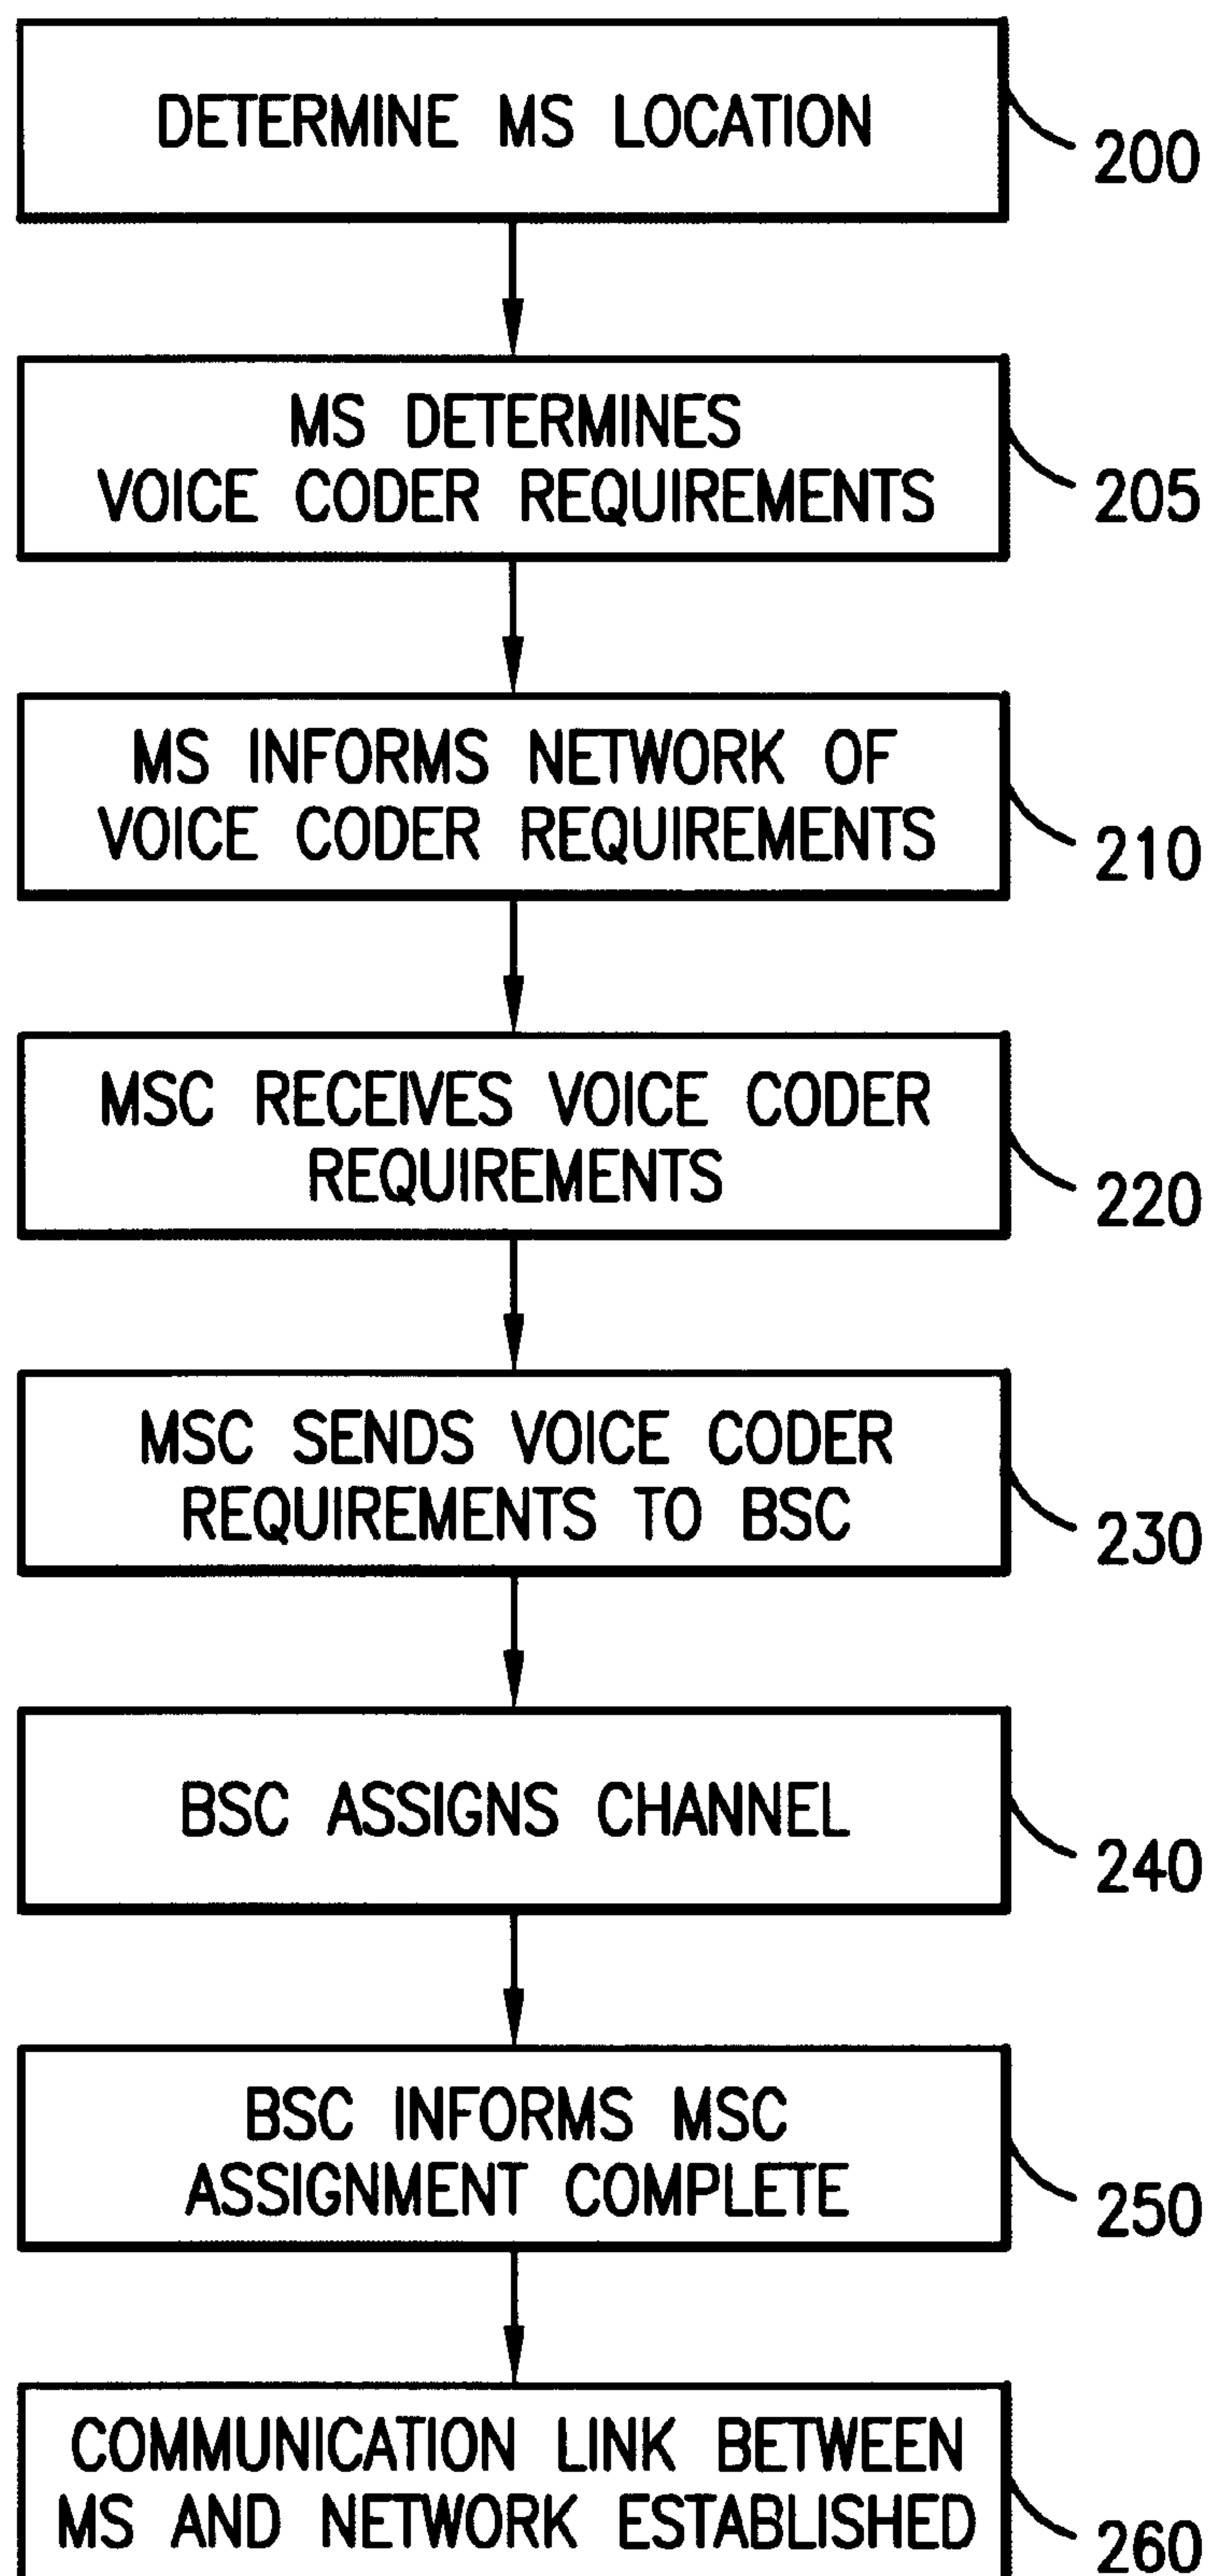 DETERMINE MS LOCATION
200
MS DETERMINES
VOICE CODER REQUIREMENTS
205
MS INFORMS NETWORK OF
VOICE CODER REQUIREMENTS
210
MSC RECEIVES VOICE CODER
REQUIREMENTS
220
MSC SENDS VOICE CODER
REQUIREMENTS TO BSC
230
BSC ASSIGNS CHANNEL
240
BSC INFORMS MSC
ASSIGNMENT COMPLETE
250
COMMUNICATION LINK BETWEEN
MS AND NETWORK ESTABLISHED
260